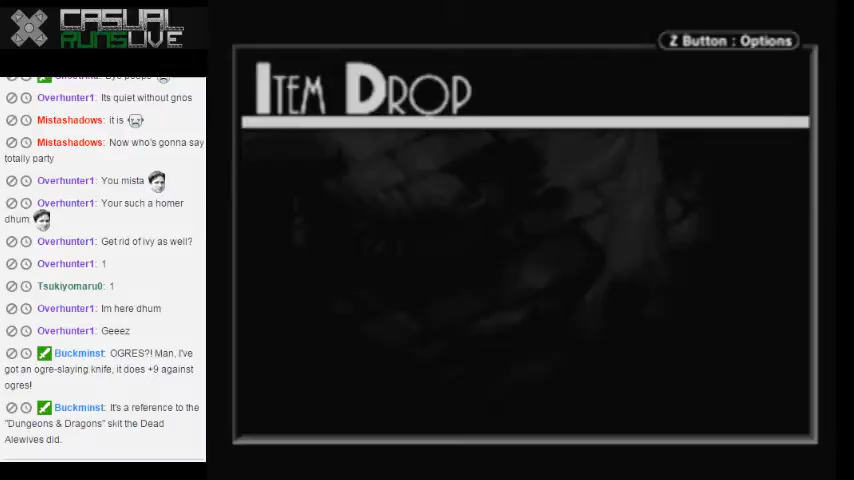 CASUAL
RUNSLIVE
Z Button : Options
ITEM DROP
Overhunter1: Its quiet without gnos
Mistashadows: it is
Mistashadows: Now who's gonna say
totally party
Overhunter1: You mista
Overhunter1: Your such a homer
dhum
Overhunter1: Get rid of ivy as well?
Overhunter1: 1
Tsukiyomaru0: 1
Overhunter1: Im here dhum
Overhunter1: Geeez
Buckminst: OGRES?! Man, I've
got an ogre-slaying knife, it does +9 against
ogres!
Buckminst: It's a reference to the
"Dungeons & Dragons" skit the Dead
Alewives did.